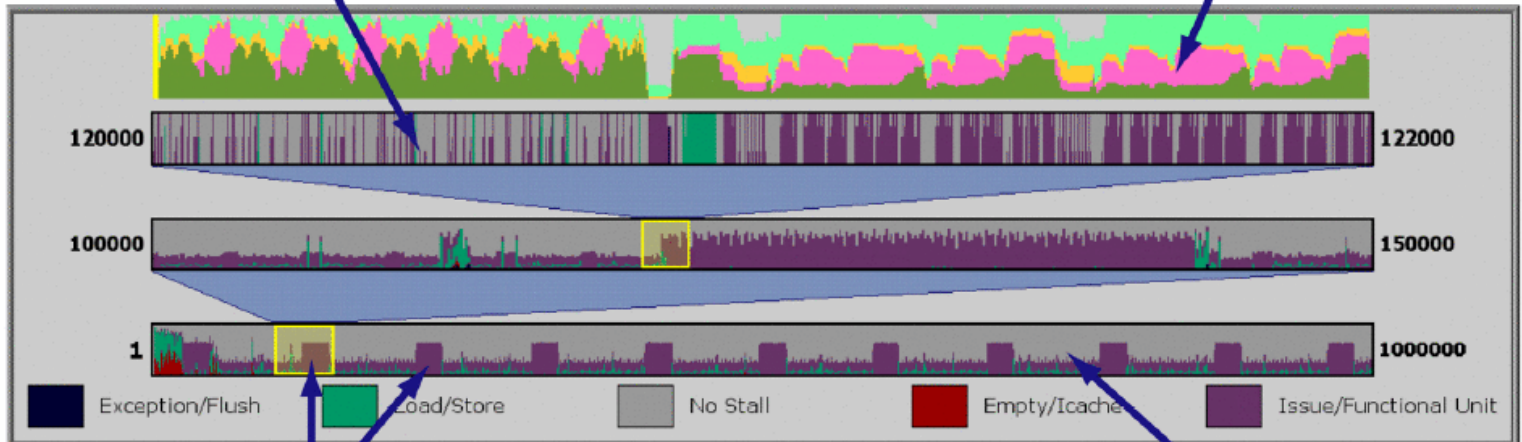 120000 122000
100000 150000
1 1000000
Exception/Flush Load/Store No Stall Empty/Icache Issue/Functional Unit